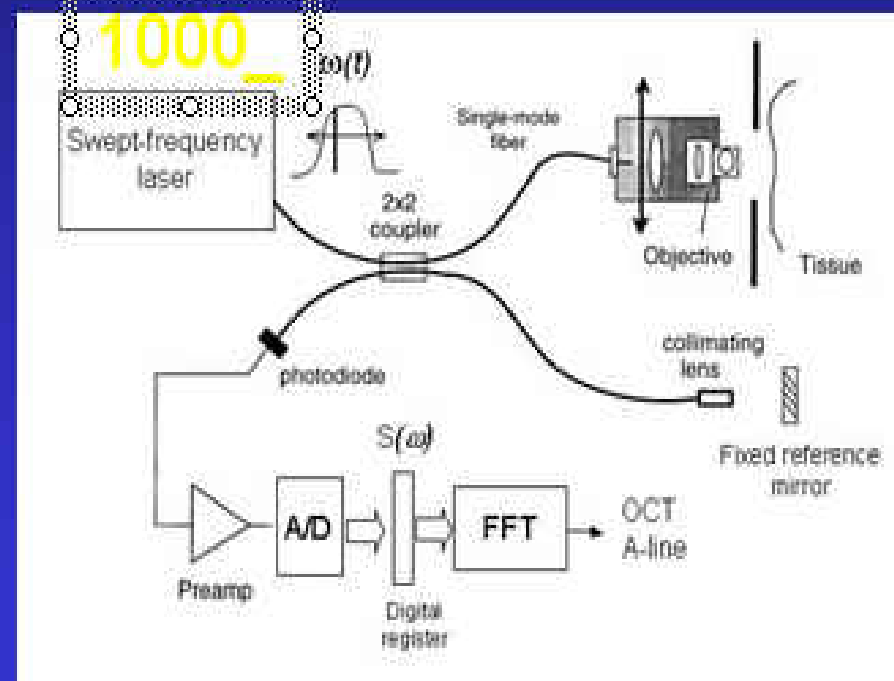 1000_
ω(t)
Swept-frequency
laser
Single-mode
fiber
2x2
coupler
Objective
Tissue
photodiode
collimating
lens
Fixed reference
mirror
S(ω)
A/D
FFT
OCT
A-line
Preamp
Digital
register